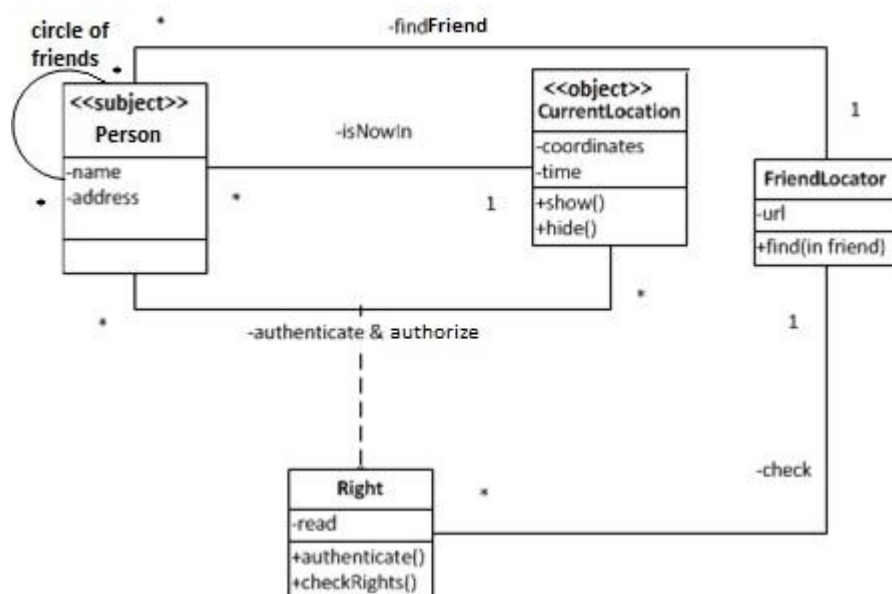 circle of
friends
*
-findFriend
*
<<subject>>
Person
-name
-address
*
*
-isNowIn
1
<<object>>
CurrentLocation
-coordinates
-time
+show()
+hide()
1
FriendLocator
-url
+find(in friend)
*
*
1
-authenticate & authorize
-check
*
Right
-read
+authenticate()
+checkRights()